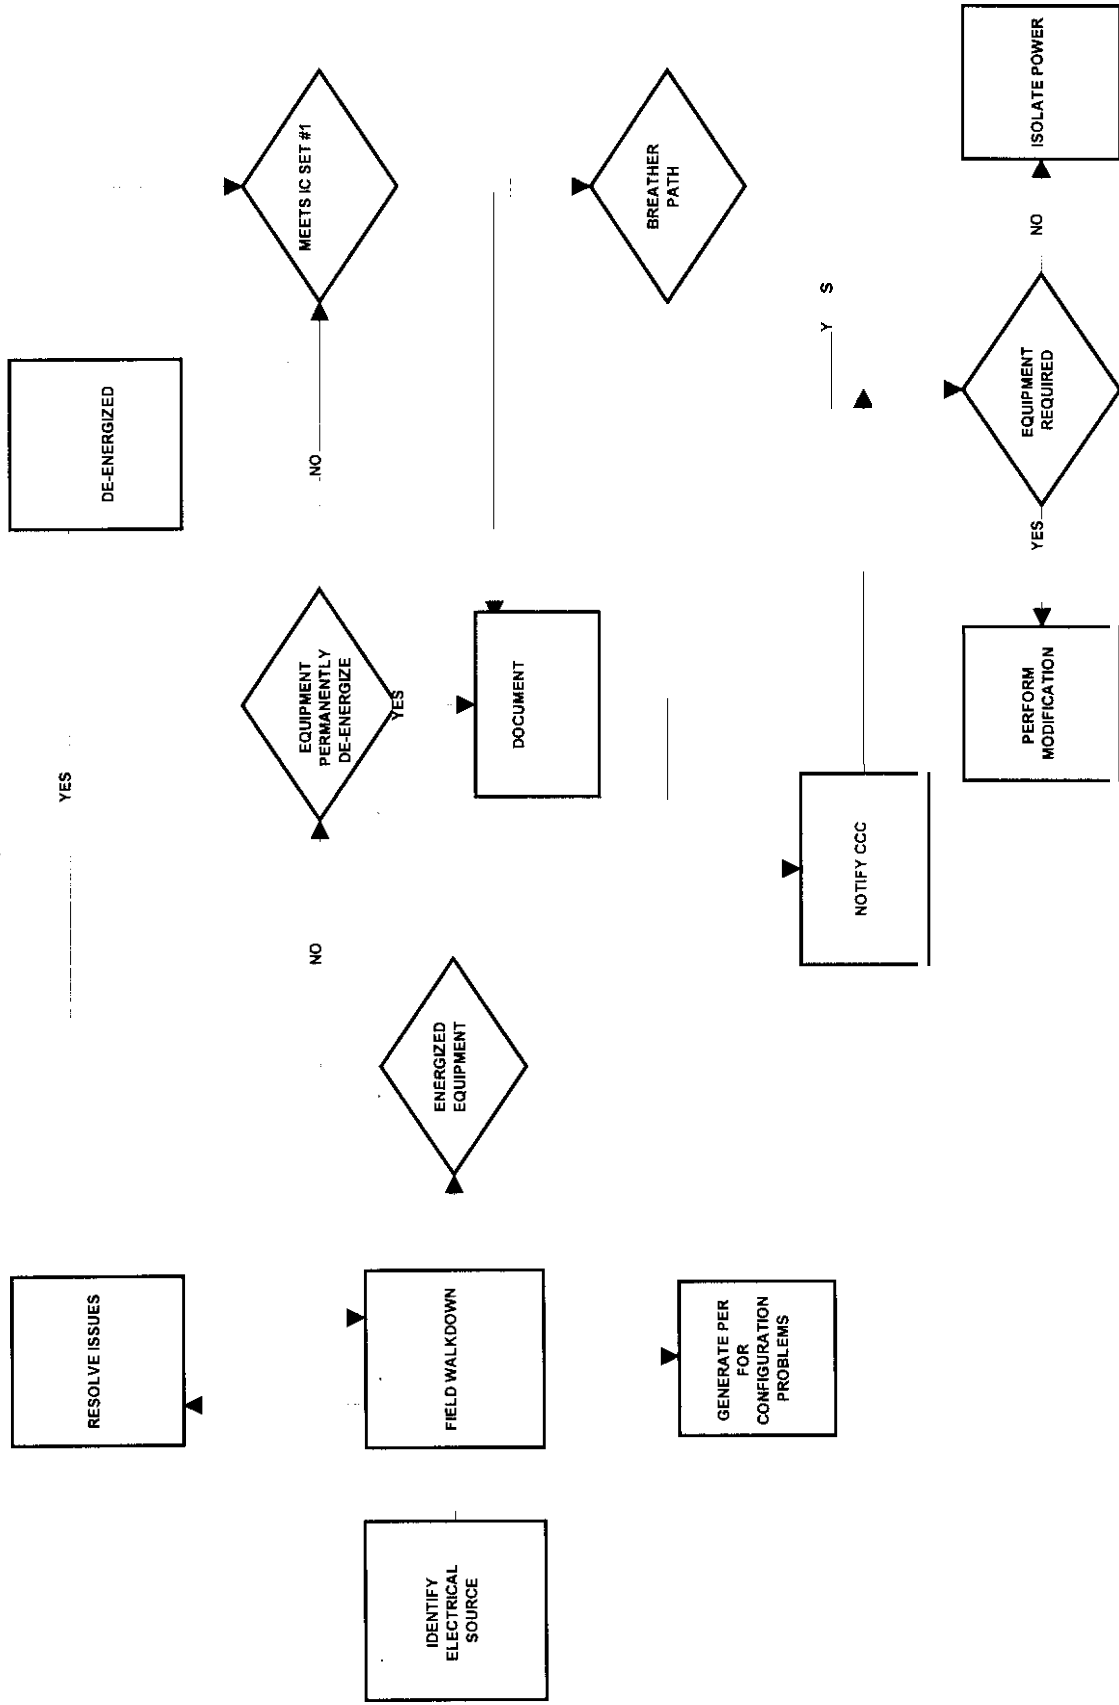 IDENTIFY
ELECTRICAL
SOURCE
RESOLVE ISSUES
FIELD WALKDOWN
GENERATE PER
FOR
CONFIGURATION
PROBLEMS
YES
ENERGIZED
EQUIPMENT
NO
EQUIPMENT
PERMANENTLY
DE-ENERGIZE
YES
DOCUMENT
NOTIFY CCC
DE-ENERGIZED
NO
MEETS IC SET #1
BREATHER
PATH
Y S
PERFORM
MODIFICATION
YES
EQUIPMENT
REQUIRED
NO
ISOLATE POWER